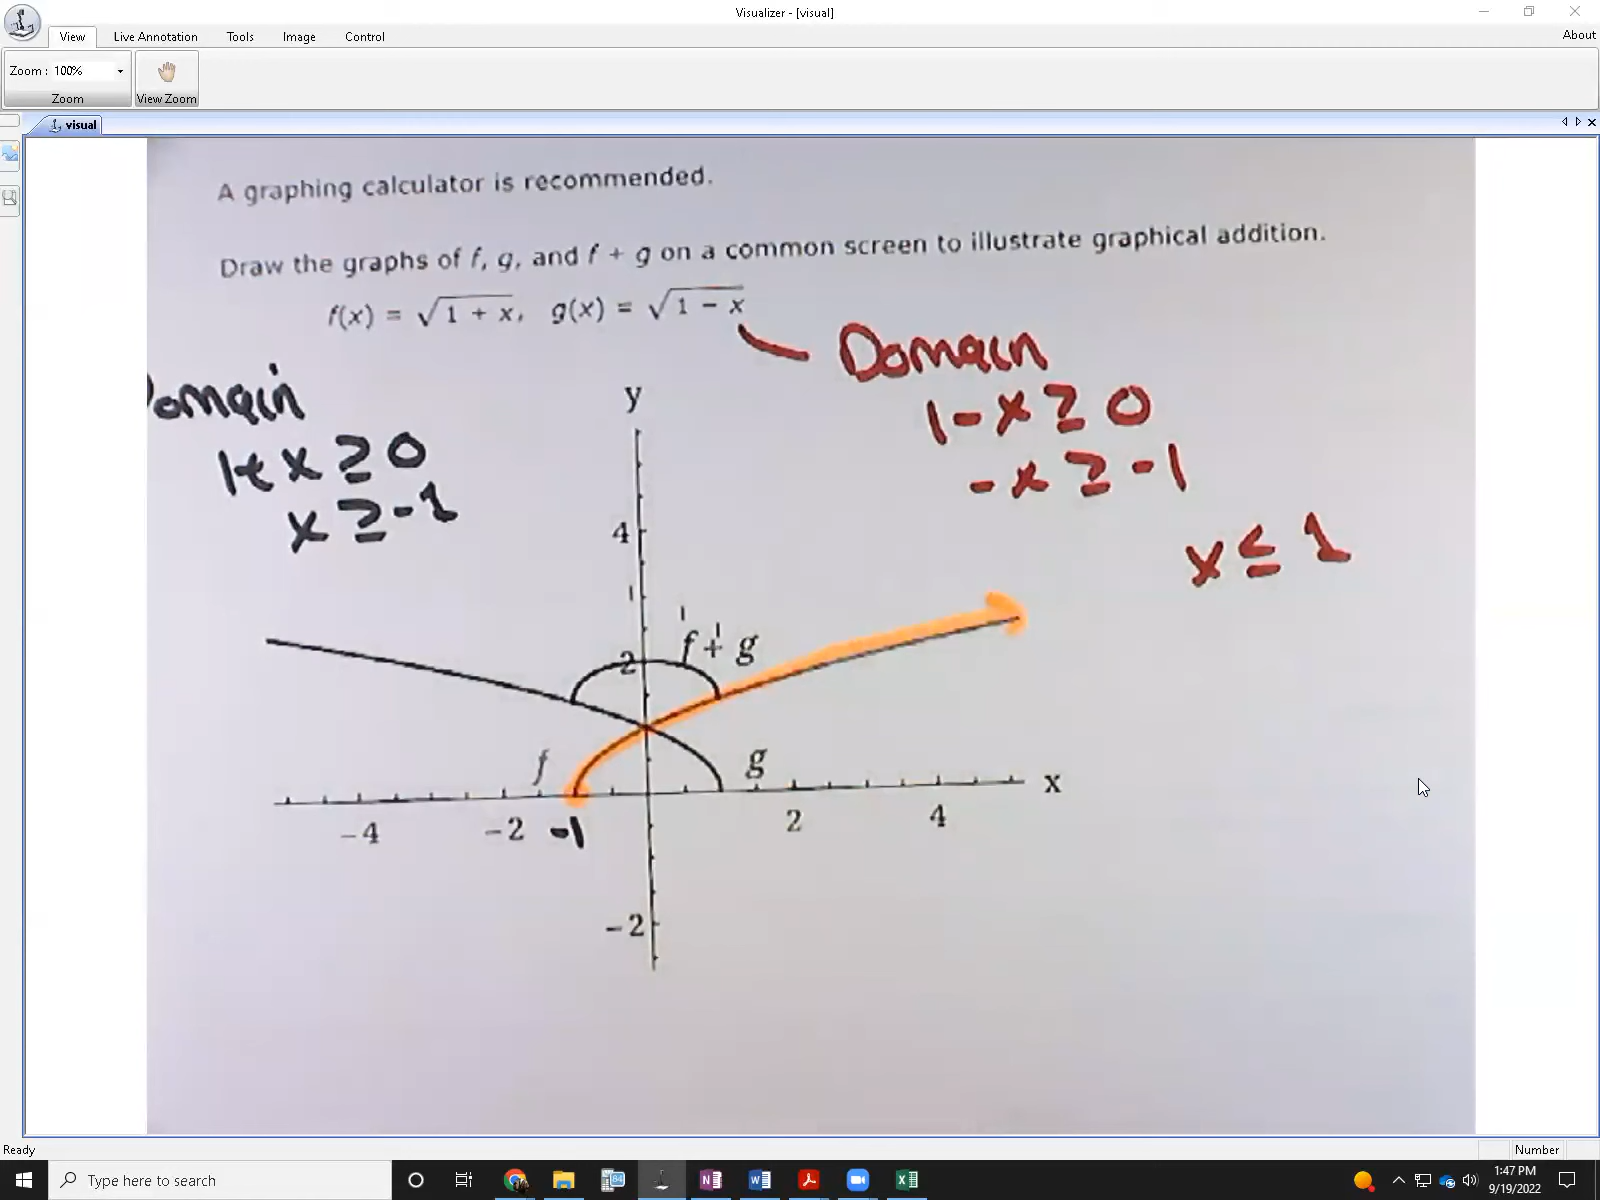 Visualizer - [visual]
View Live Annotation Tools Image Control About
Zoom : 100%
Zoom View Zoom
visual
A graphing calculator is recommended.
Draw the graphs of f, g, and f + g on a common screen to illustrate graphical addition.
f(x) = √1 + x, g(x) = √1 − x
Domain
1 - x ≥ 0
- x ≥ -1
x ≤ 1
omain
1+x ≥ 0
x ≥ -1
y
4
f + g
2
f
g
x
−4 −2 -1 2 4
−2
Ready Number
Type here to search
1:47 PM
9/19/2022